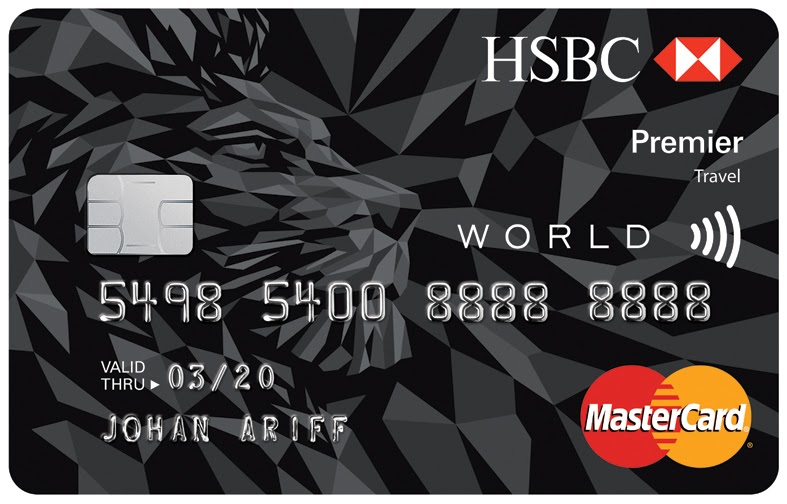 HSBC
Premier
Travel
WORLD
5498 5400 8888 8888
VALID
THRU ▸ 03/20
JOHAN ARIFF
MasterCard